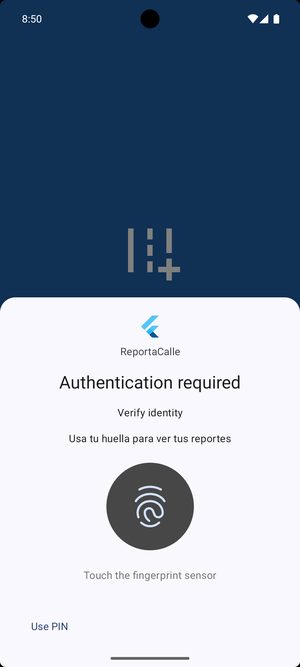 8:50
ReportaCalle
Authentication required
Verify identity
Usa tu huella para ver tus reportes
Touch the fingerprint sensor
Use PIN